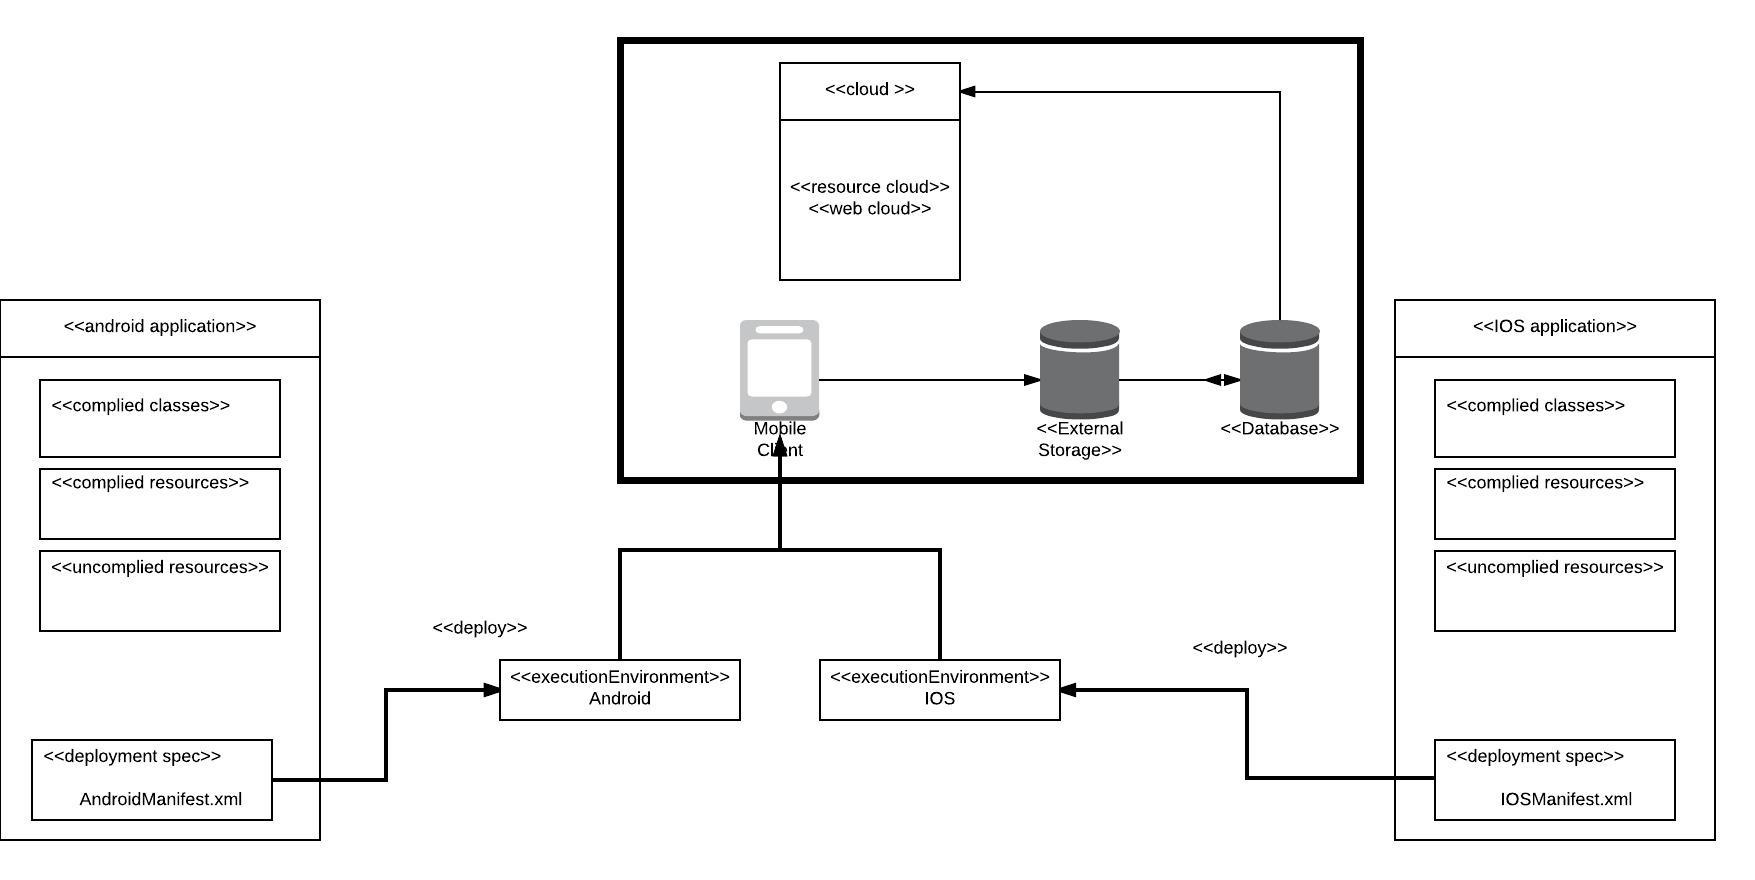 <<cloud >>
<<resource cloud>>
<<web cloud>>
Mobile
Client
<<External
Storage>>
<<Database>>
<<android application>>
<<complied classes>>
<<complied resources>>
<<uncomplied resources>>
<<deployment spec>>
AndroidManifest.xml
<<deploy>>
<<executionEnvironment>>
Android
<<executionEnvironment>>
IOS
<<deploy>>
<<IOS application>>
<<complied classes>>
<<complied resources>>
<<uncomplied resources>>
<<deployment spec>>
IOSManifest.xml